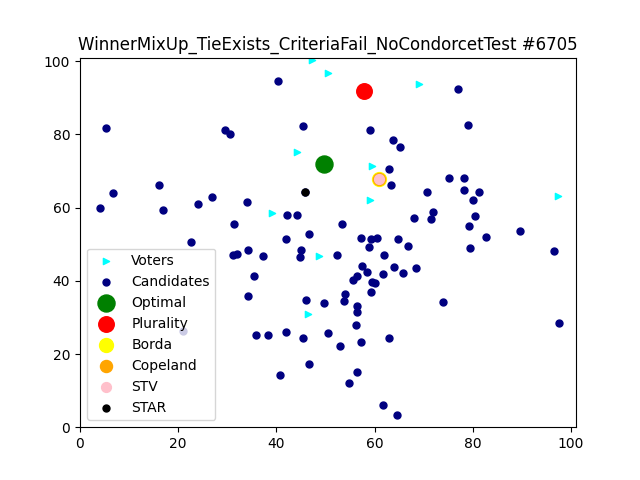 WinnerMixUp_TieExists_CriteriaFail_NoCondorcetTest #6705
100
80
60
40
20
0
0 20 40 60 80 100
Voters
Candidates
Optimal
Plurality
Borda
Copeland
STV
STAR